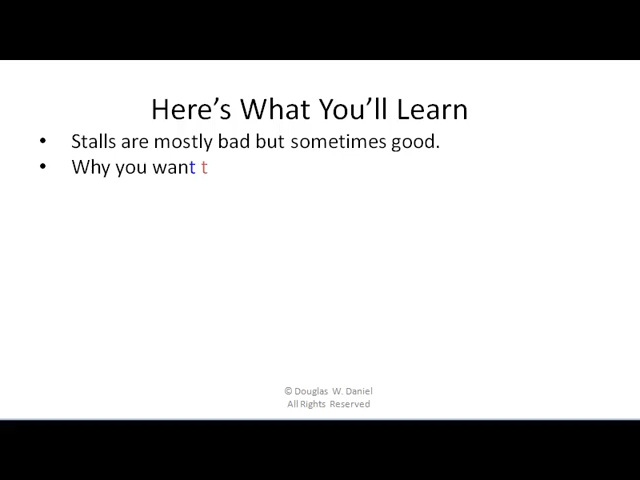 Here's What You'll Learn
• Stalls are mostly bad but sometimes good.
• Why you want t
© Douglas W. Daniel
All Rights Reserved